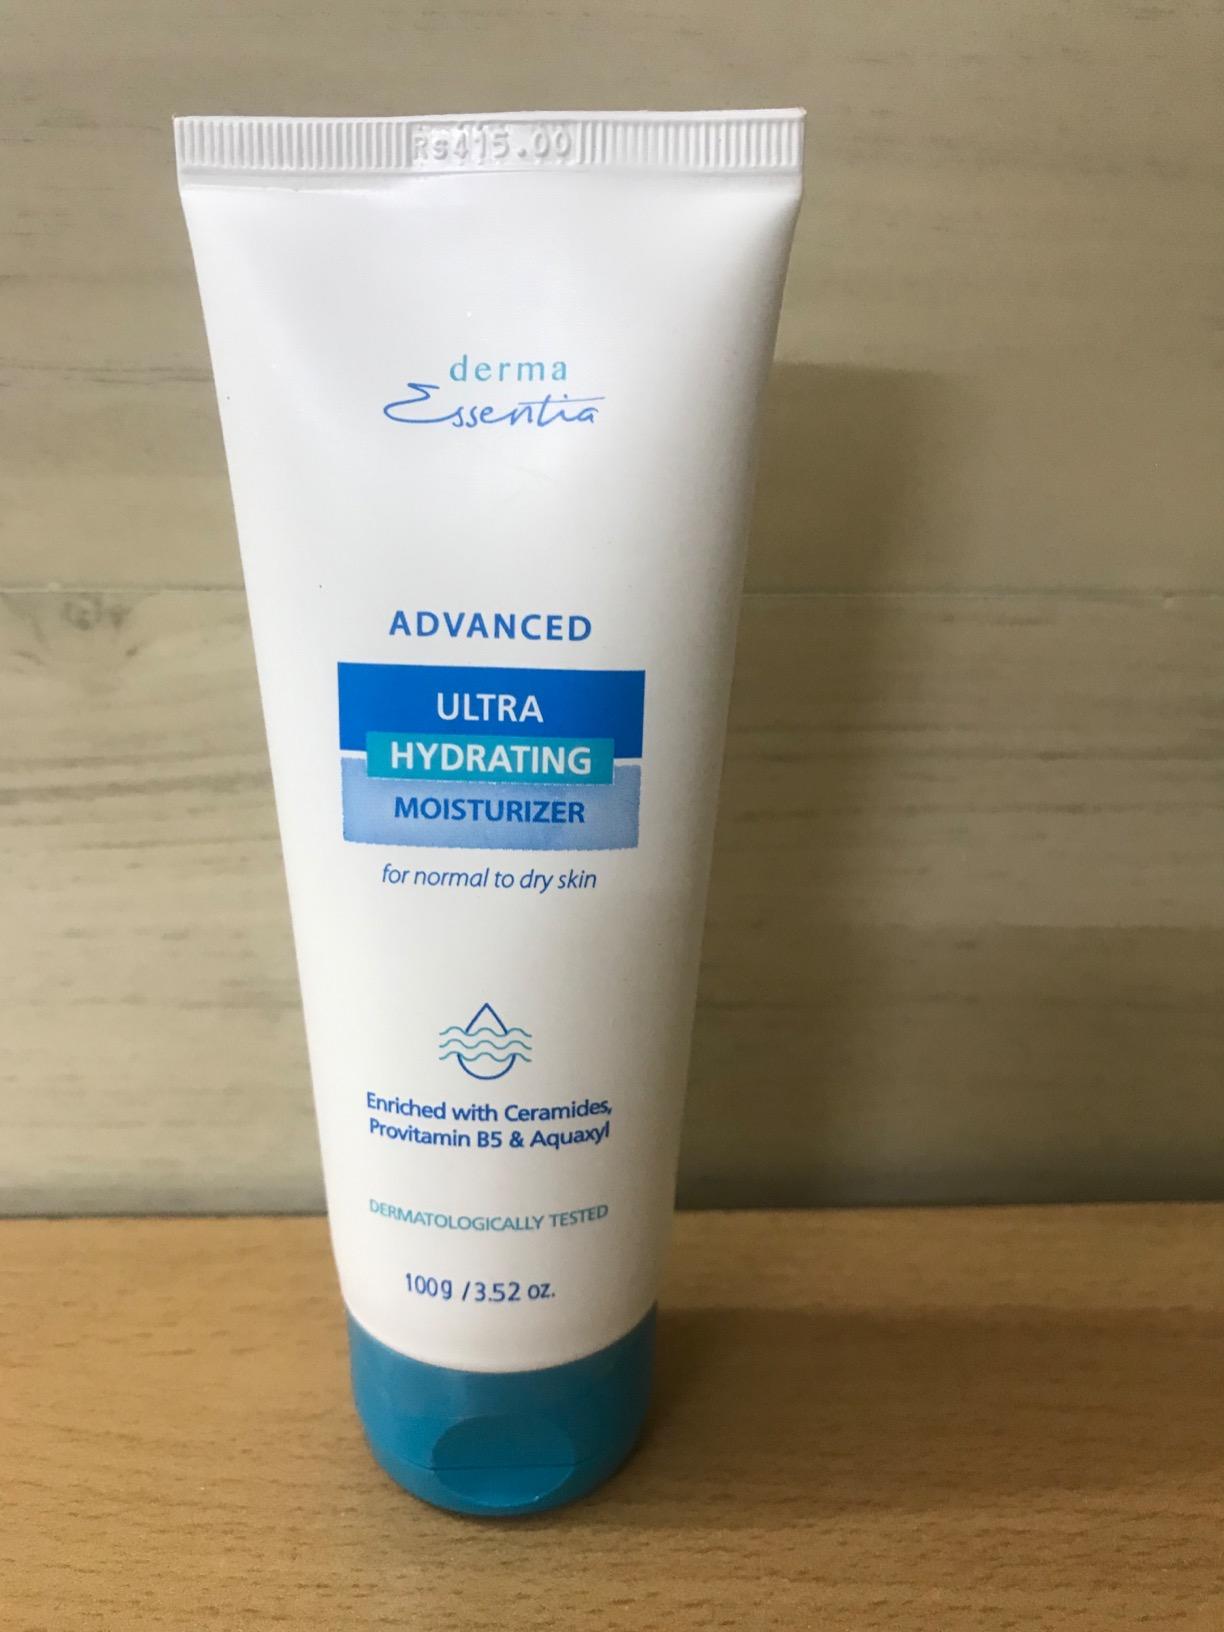 Rs415.00
derma
Essentia
ADVANCED
ULTRA
HYDRATING
MOISTURIZER
for normal to dry skin
Enriched with Ceramides,
Provitamin B5 & Aquaxyl
DERMATOLOGICALLY TESTED
100g / 3.52 oz.